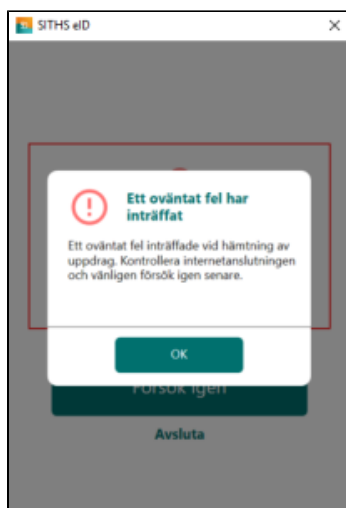 SITHS eID
Ett oväntat fel har
inträffat
Ett oväntat fel inträffade vid hämtning av
uppdrag. Kontrollera internetanslutningen
och vänligen försök igen senare.
OK
Försök igen
Avsluta